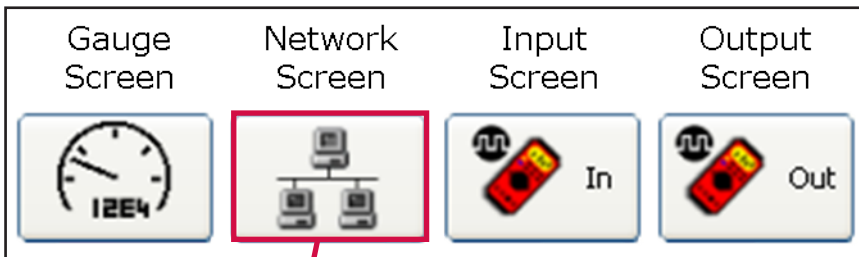 Gauge Screen
Network Screen
Input Screen
Output Screen
12E4
In
Out